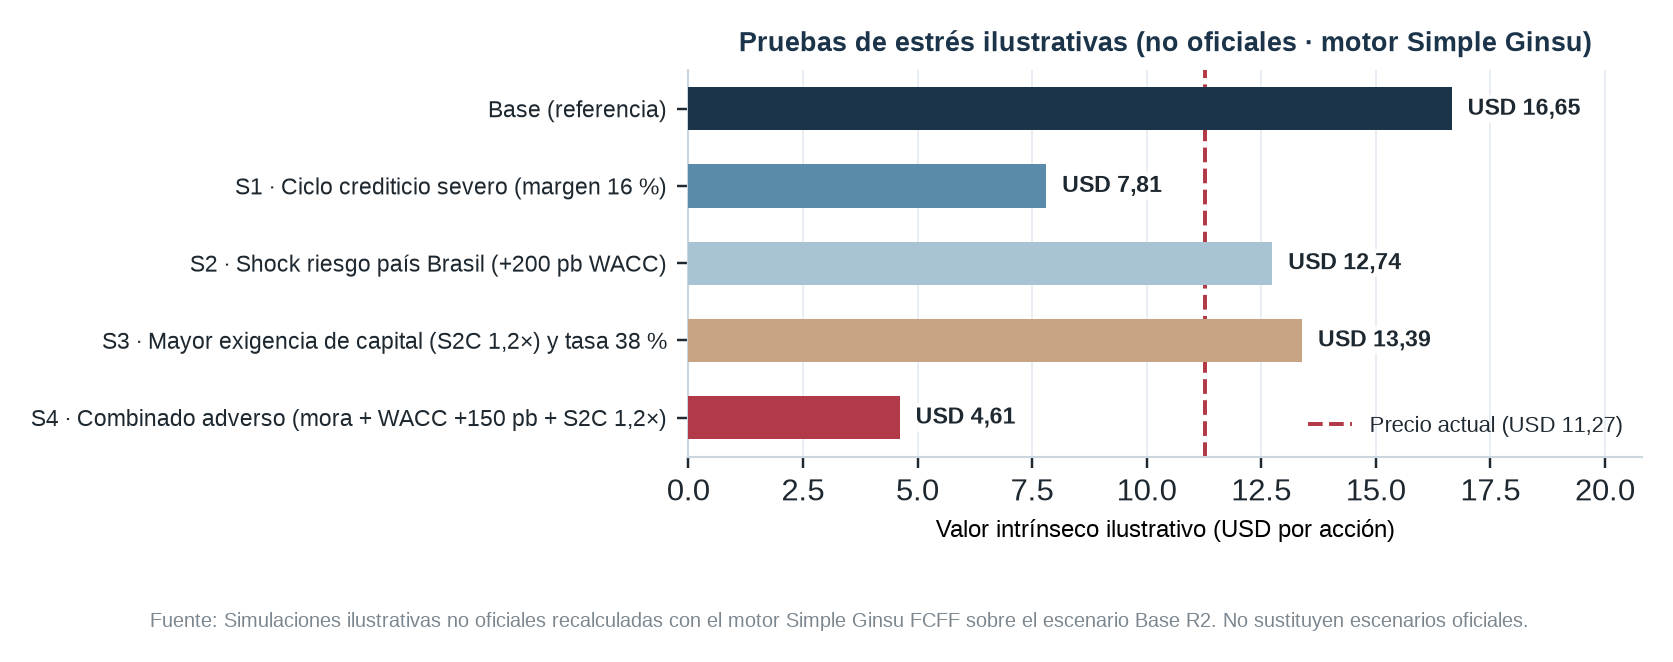 Pruebas de estrés ilustrativas (no oficiales · motor Simple Ginsu)
Base (referencia)
USD 16,65
S1 · Ciclo crediticio severo (margen 16 %)
USD 7,81
S2 · Shock riesgo país Brasil (+200 pb WACC)
USD 12,74
S3 · Mayor exigencia de capital (S2C 1,2×) y tasa 38 %
USD 13,39
S4 · Combinado adverso (mora + WACC +150 pb + S2C 1,2×)
USD 4,61
Precio actual (USD 11,27)
0.0 2.5 5.0 7.5 10.0 12.5 15.0 17.5 20.0
Valor intrínseco ilustrativo (USD por acción)
Fuente: Simulaciones ilustrativas no oficiales recalculadas con el motor Simple Ginsu FCFF sobre el escenario Base R2. No sustituyen escenarios oficiales.